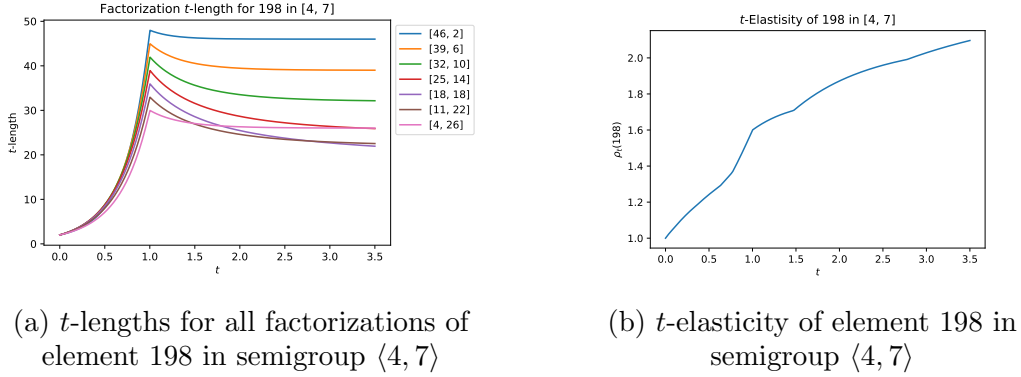 Factorization t-length for 198 in [4, 7]
50
40
30
20
10
0
t-length
0.0 0.5 1.0 1.5 2.0 2.5 3.0 3.5
t
[46, 2]
[39, 6]
[32, 10]
[25, 14]
[18, 18]
[11, 22]
[4, 26]
t-Elastisity of 198 in [4, 7]
2.0
1.8
1.6
1.4
1.2
1.0
ρt(198)
0.0 0.5 1.0 1.5 2.0 2.5 3.0 3.5
t
(a) t-lengths for all factorizations of
element 198 in semigroup ⟨4, 7⟩
(b) t-elasticity of element 198 in
semigroup ⟨4, 7⟩